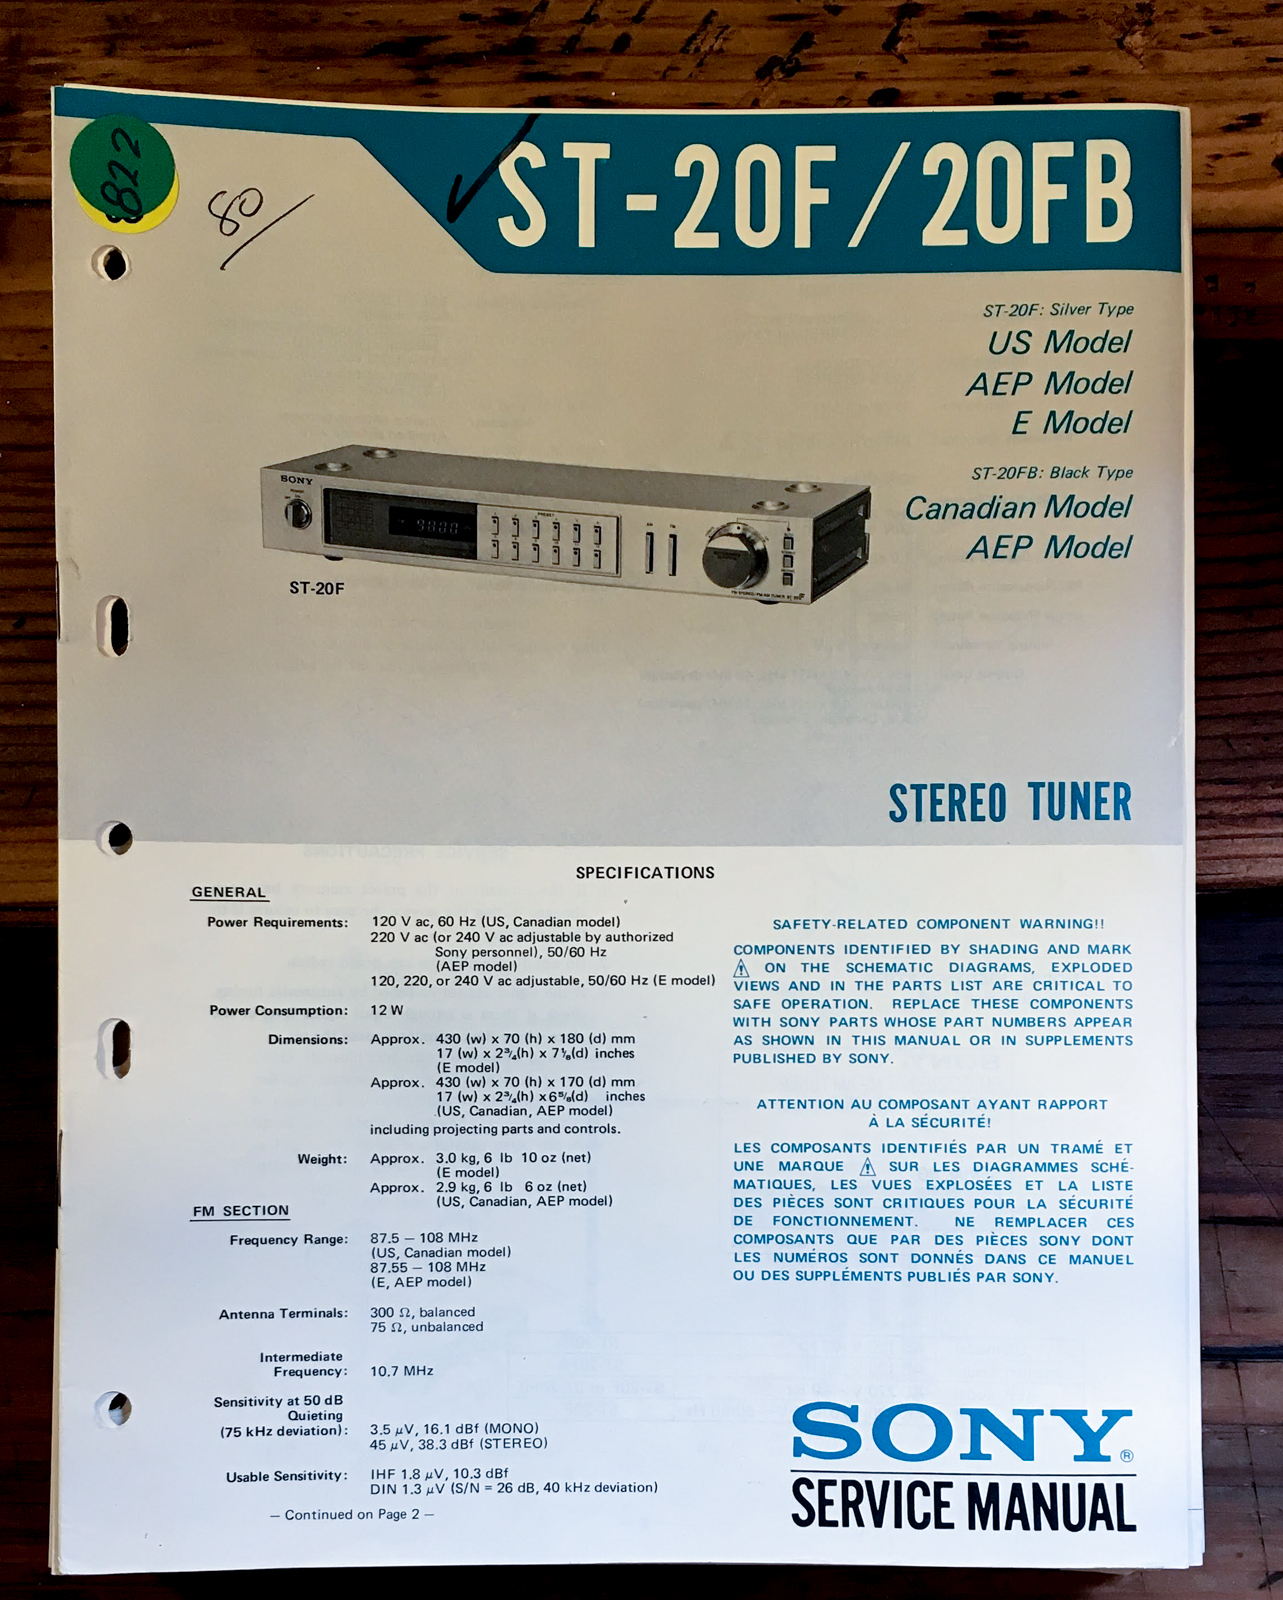 822
80/
ST-20F/20FB
ST-20F: Silver Type
US Model
AEP Model
E Model
ST-20FB: Black Type
Canadian Model
AEP Model
SONY
PRESET
AM
FM
FM STEREO/FM-AM TUNER
ST-20F
STEREO TUNER
SPECIFICATIONS
GENERAL
Power Requirements: 120 V ac, 60 Hz (US, Canadian model)
220 V ac (or 240 V ac adjustable by authorized
Sony personnel), 50/60 Hz
(AEP model)
120, 220, or 240 V ac adjustable, 50/60 Hz (E model)
Power Consumption: 12 W
Dimensions: Approx. 430 (w) x 70 (h) x 180 (d) mm
17 (w) x 2¾(h) x 7⅛(d) inches
(E model)
Approx. 430 (w) x 70 (h) x 170 (d) mm
17 (w) x 2¾(h) x 6⅝(d) inches
(US, Canadian, AEP model)
including projecting parts and controls.
Weight: Approx. 3.0 kg, 6 lb 10 oz (net)
(E model)
Approx. 2.9 kg, 6 lb 6 oz (net)
(US, Canadian, AEP model)
FM SECTION
Frequency Range: 87.5 – 108 MHz
(US, Canadian model)
87.55 – 108 MHz
(E, AEP model)
Antenna Terminals: 300 Ω, balanced
75 Ω, unbalanced
Intermediate
Frequency: 10.7 MHz
Sensitivity at 50 dB
Quieting
(75 kHz deviation): 3.5 µV, 16.1 dBf (MONO)
45 µV, 38.3 dBf (STEREO)
Usable Sensitivity: IHF 1.8 µV, 10.3 dBf
DIN 1.3 µV (S/N = 26 dB, 40 kHz deviation)
– Continued on Page 2 –
SAFETY-RELATED COMPONENT WARNING!!
COMPONENTS IDENTIFIED BY SHADING AND MARK
⚠ ON THE SCHEMATIC DIAGRAMS, EXPLODED
VIEWS AND IN THE PARTS LIST ARE CRITICAL TO
SAFE OPERATION. REPLACE THESE COMPONENTS
WITH SONY PARTS WHOSE PART NUMBERS APPEAR
AS SHOWN IN THIS MANUAL OR IN SUPPLEMENTS
PUBLISHED BY SONY.
ATTENTION AU COMPOSANT AYANT RAPPORT
À LA SÉCURITÉ!
LES COMPOSANTS IDENTIFIÉS PAR UN TRAMÉ ET
UNE MARQUE ⚠ SUR LES DIAGRAMMES SCHÉ-
MATIQUES, LES VUES EXPLOSÉES ET LA LISTE
DES PIÈCES SONT CRITIQUES POUR LA SÉCURITÉ
DE FONCTIONNEMENT. NE REMPLACER CES
COMPOSANTS QUE PAR DES PIÈCES SONY DONT
LES NUMÉROS SONT DONNÉS DANS CE MANUEL
OU DES SUPPLÉMENTS PUBLIÉS PAR SONY.
SONY®
SERVICE MANUAL